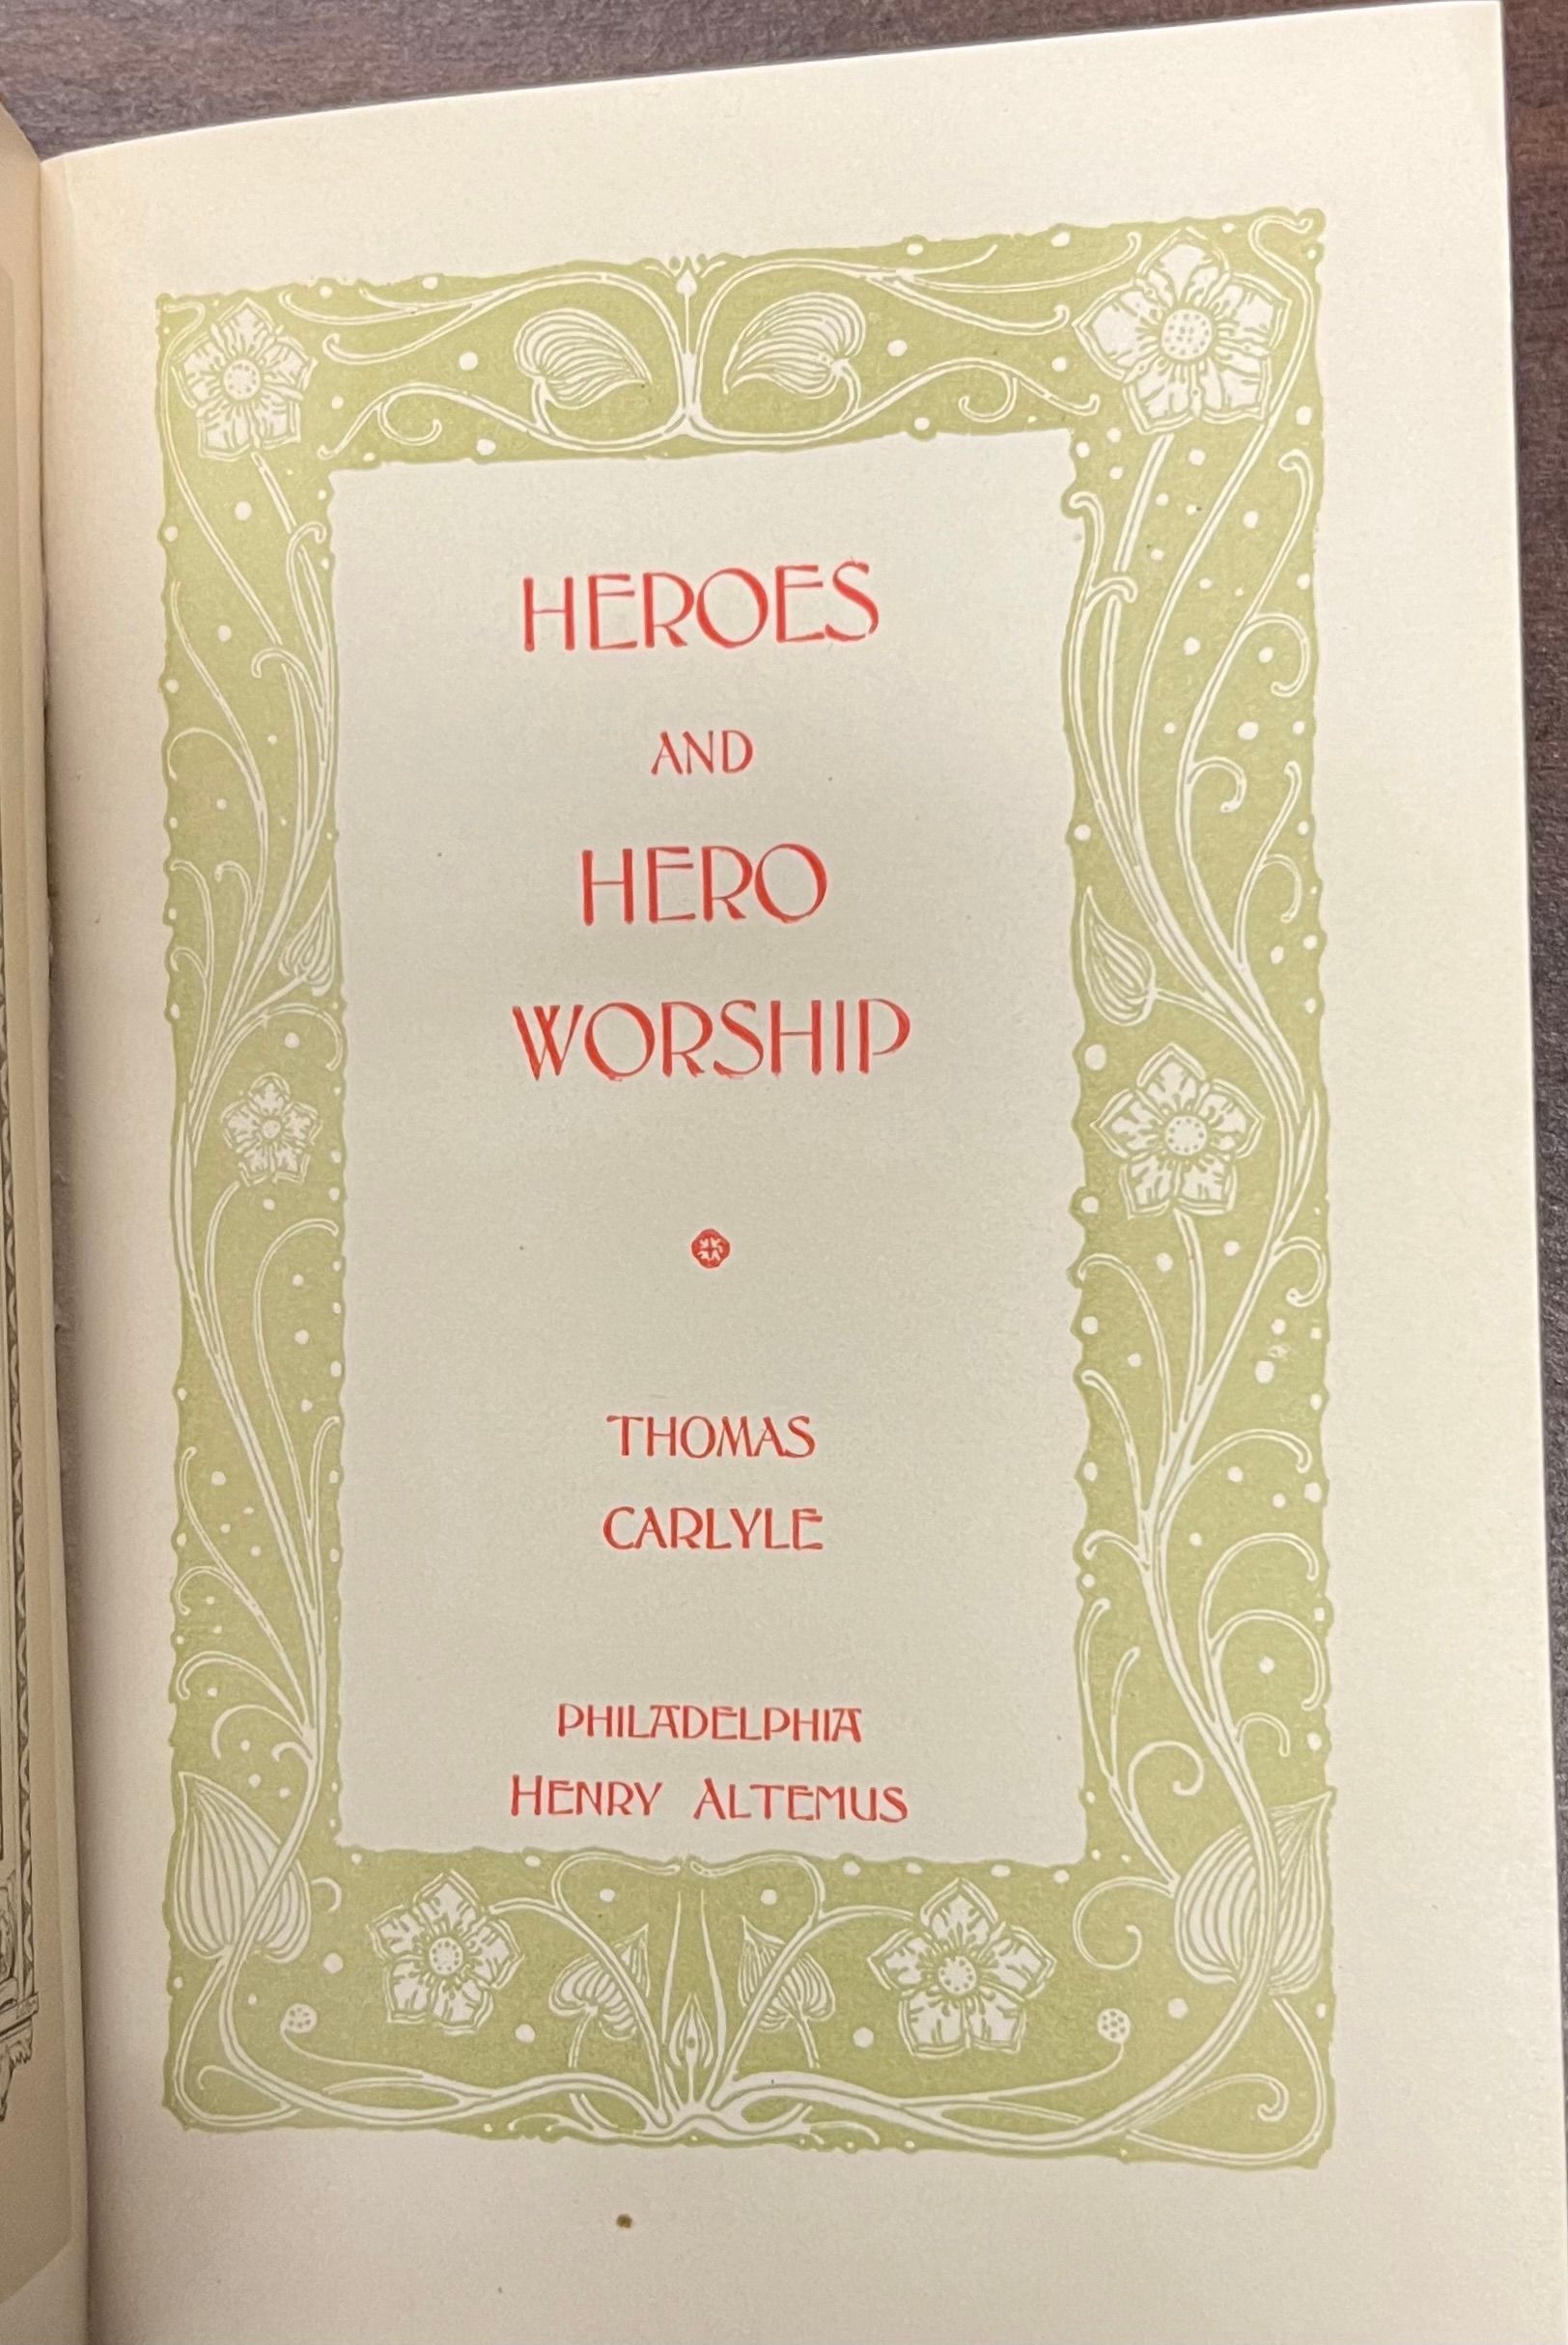 HEROES
AND
HERO
WORSHIP
THOMAS
CARLYLE
PHILADELPHIA
HENRY ALTEMUS